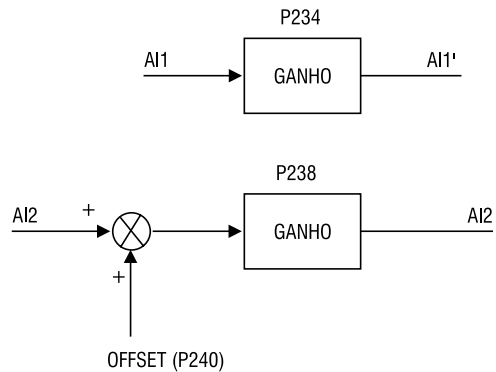 P234
AI1
GANHO
AI1'
P238
AI2
+
GANHO
AI2
+
OFFSET (P240)